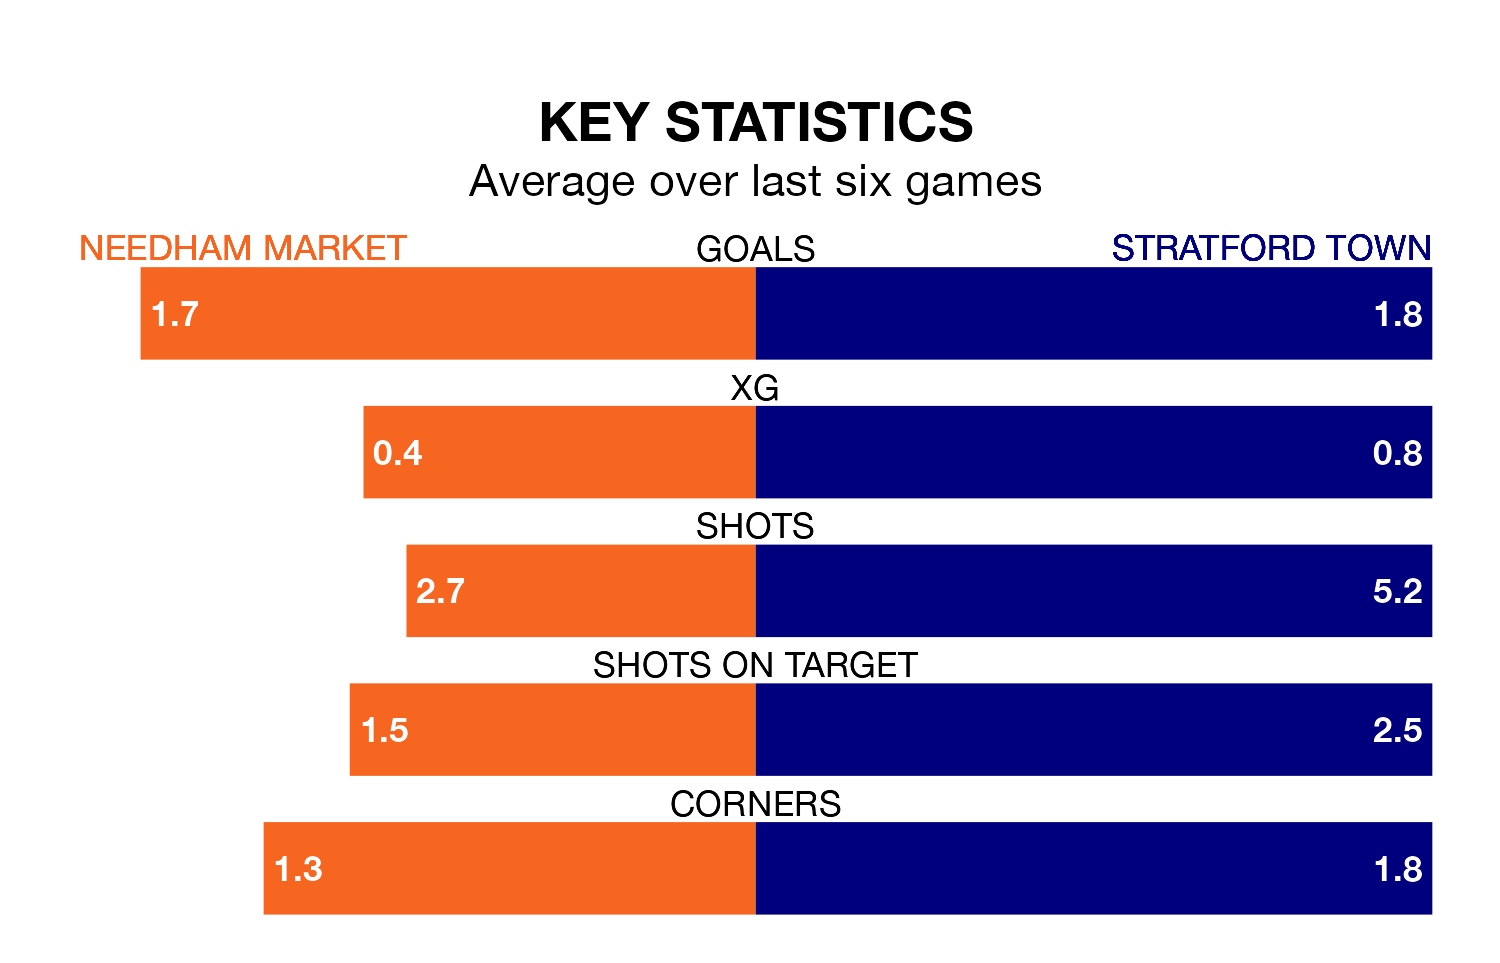 KEY STATISTICS
Average over last six games
NEEDHAM MARKET GOALS STRATFORD TOWN
1.7 1.8
XG
0.4 0.8
SHOTS
2.7 5.2
SHOTS ON TARGET
1.5 2.5
CORNERS
1.3 1.8